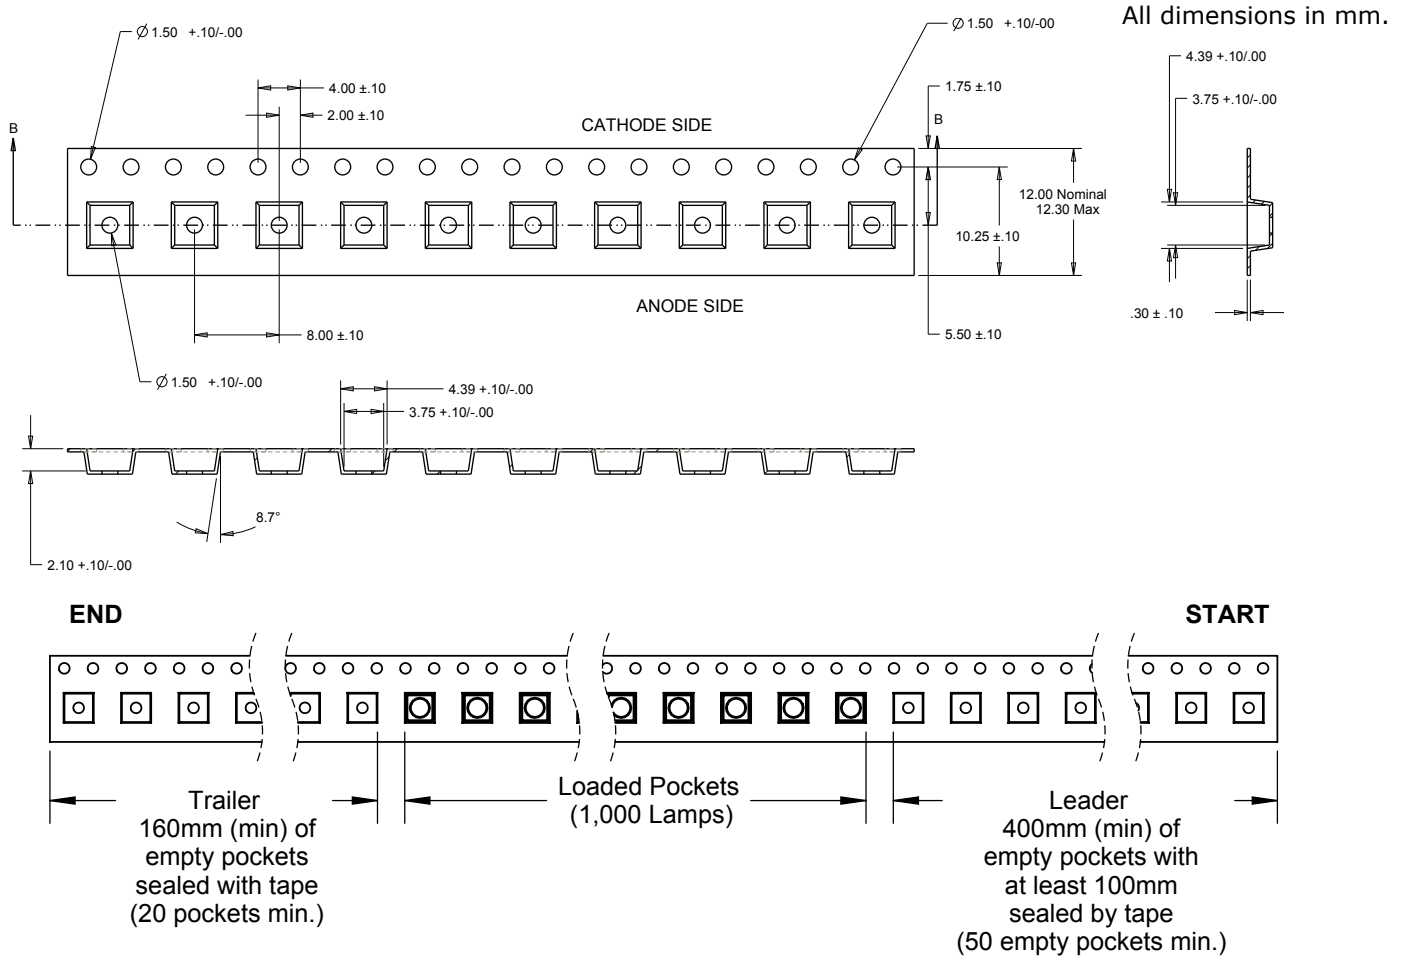 All dimensions in mm.
Ø 1.50 +.10/-.00
Ø 1.50 +.10/-00
4.39 +.10/.00
4.00 ±.10
1.75 ±.10
3.75 +.10/-.00
2.00 ±.10
B
CATHODE SIDE
B
12.00 Nominal
12.30 Max
10.25 ±.10
ANODE SIDE
.30 ± .10
8.00 ±.10
5.50 ±.10
Ø 1.50 +.10/-.00
4.39 +.10/-.00
3.75 +.10/-.00
8.7°
2.10 +.10/-.00
END
START
Trailer
160mm (min) of
empty pockets
sealed with tape
(20 pockets min.)
Loaded Pockets
(1,000 Lamps)
Leader
400mm (min) of
empty pockets with
at least 100mm
sealed by tape
(50 empty pockets min.)